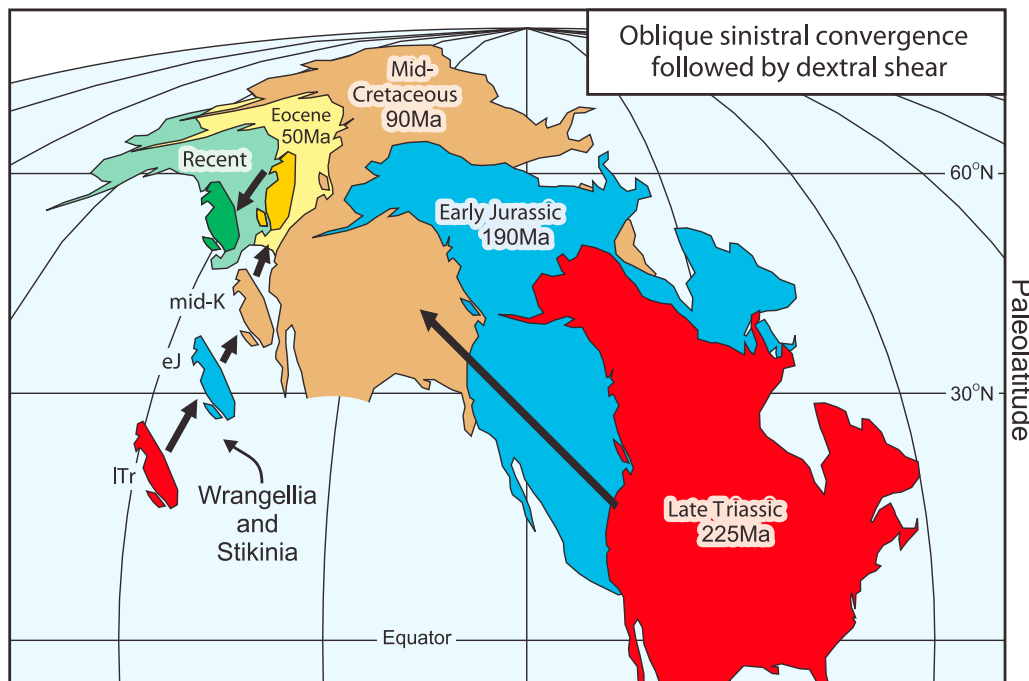 Oblique sinistral convergence
followed by dextral shear
Mid-
Cretaceous
90Ma
Eocene
50Ma
Recent
60°N
Early Jurassic
190Ma
mid-K
eJ
30°N
Paleolatitude
lTr
Wrangellia
and
Stikinia
Late Triassic
225Ma
Equator